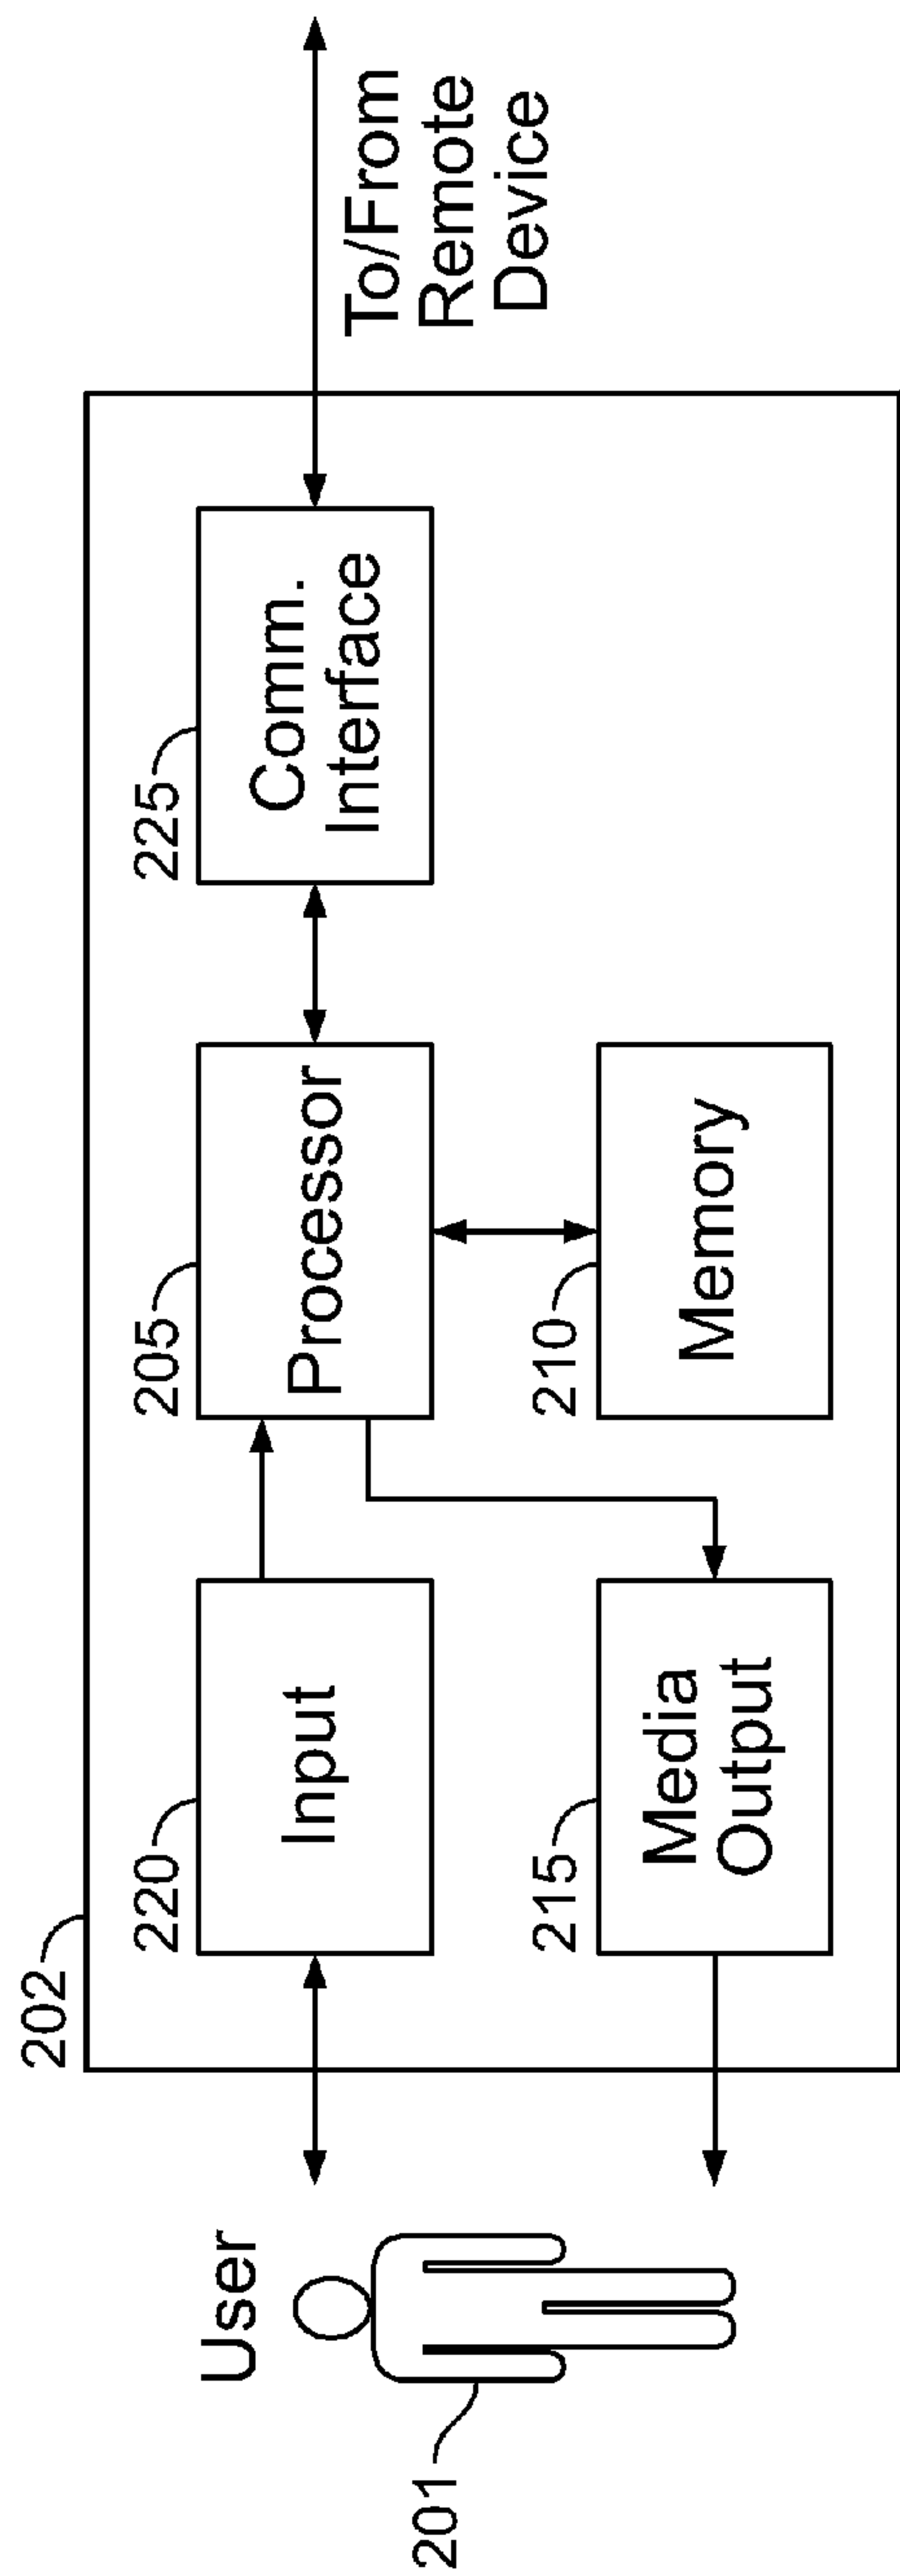 202
User
201
220
Input
205
Processor
225
Comm.
Interface
To/From
Remote
Device
215
Media
Output
210
Memory